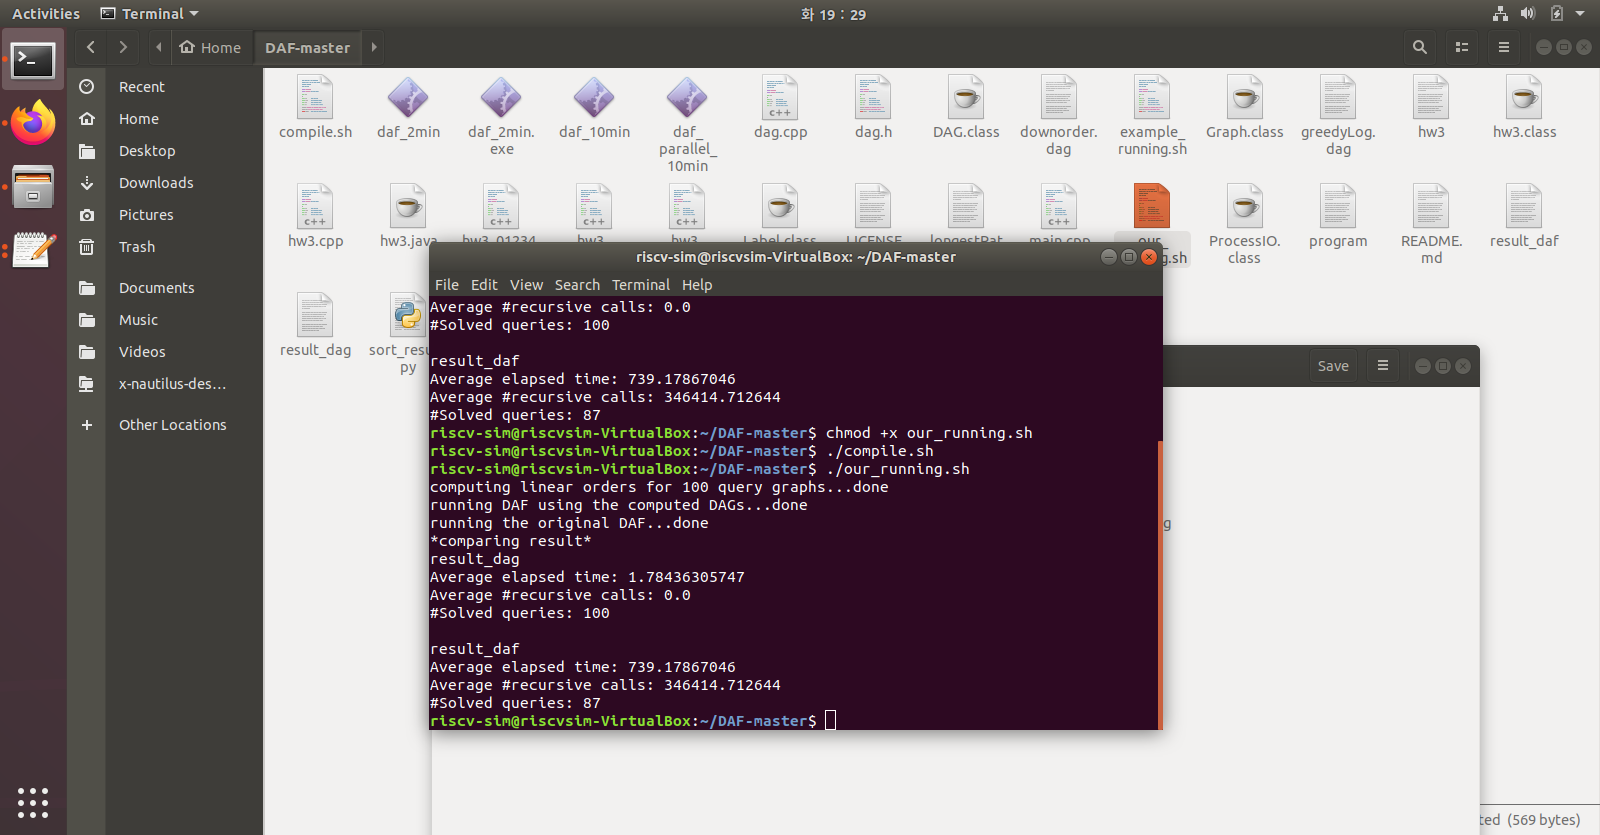 Activities
Terminal
화 19 : 29
Home
DAF-master
Recent
Home
Desktop
Downloads
Pictures
Trash
Documents
Music
Videos
x-nautilus-des...
Other Locations
compile.sh
daf_2min
daf_2min.
exe
daf_10min
daf_
parallel_
10min
dag.cpp
dag.h
DAG.class
downorder.
dag
example_
running.sh
Graph.class
greedyLog.
dag
hw3
hw3.class
hw3.cpp
hw3.java
hw3_01234
hw3
hw3
Label.class
LICENSE
longestPat
main.cpp
our_
g.sh
ProcessIO.
class
program
README.
md
result_daf
result_dag
sort_resu
py
riscv-sim@riscvsim-VirtualBox: ~/DAF-master
File Edit View Search Terminal Help
Average #recursive calls: 0.0
#Solved queries: 100
result_daf
Average elapsed time: 739.17867046
Average #recursive calls: 346414.712644
#Solved queries: 87
riscv-sim@riscvsim-VirtualBox:~/DAF-master$ chmod +x our_running.sh
riscv-sim@riscvsim-VirtualBox:~/DAF-master$ ./compile.sh
riscv-sim@riscvsim-VirtualBox:~/DAF-master$ ./our_running.sh
computing linear orders for 100 query graphs...done
running DAF using the computed DAGs...done
running the original DAF...done
*comparing result*
result_dag
Average elapsed time: 1.78436305747
Average #recursive calls: 0.0
#Solved queries: 100
result_daf
Average elapsed time: 739.17867046
Average #recursive calls: 346414.712644
#Solved queries: 87
riscv-sim@riscvsim-VirtualBox:~/DAF-master$
Save
g
ted (569 bytes)